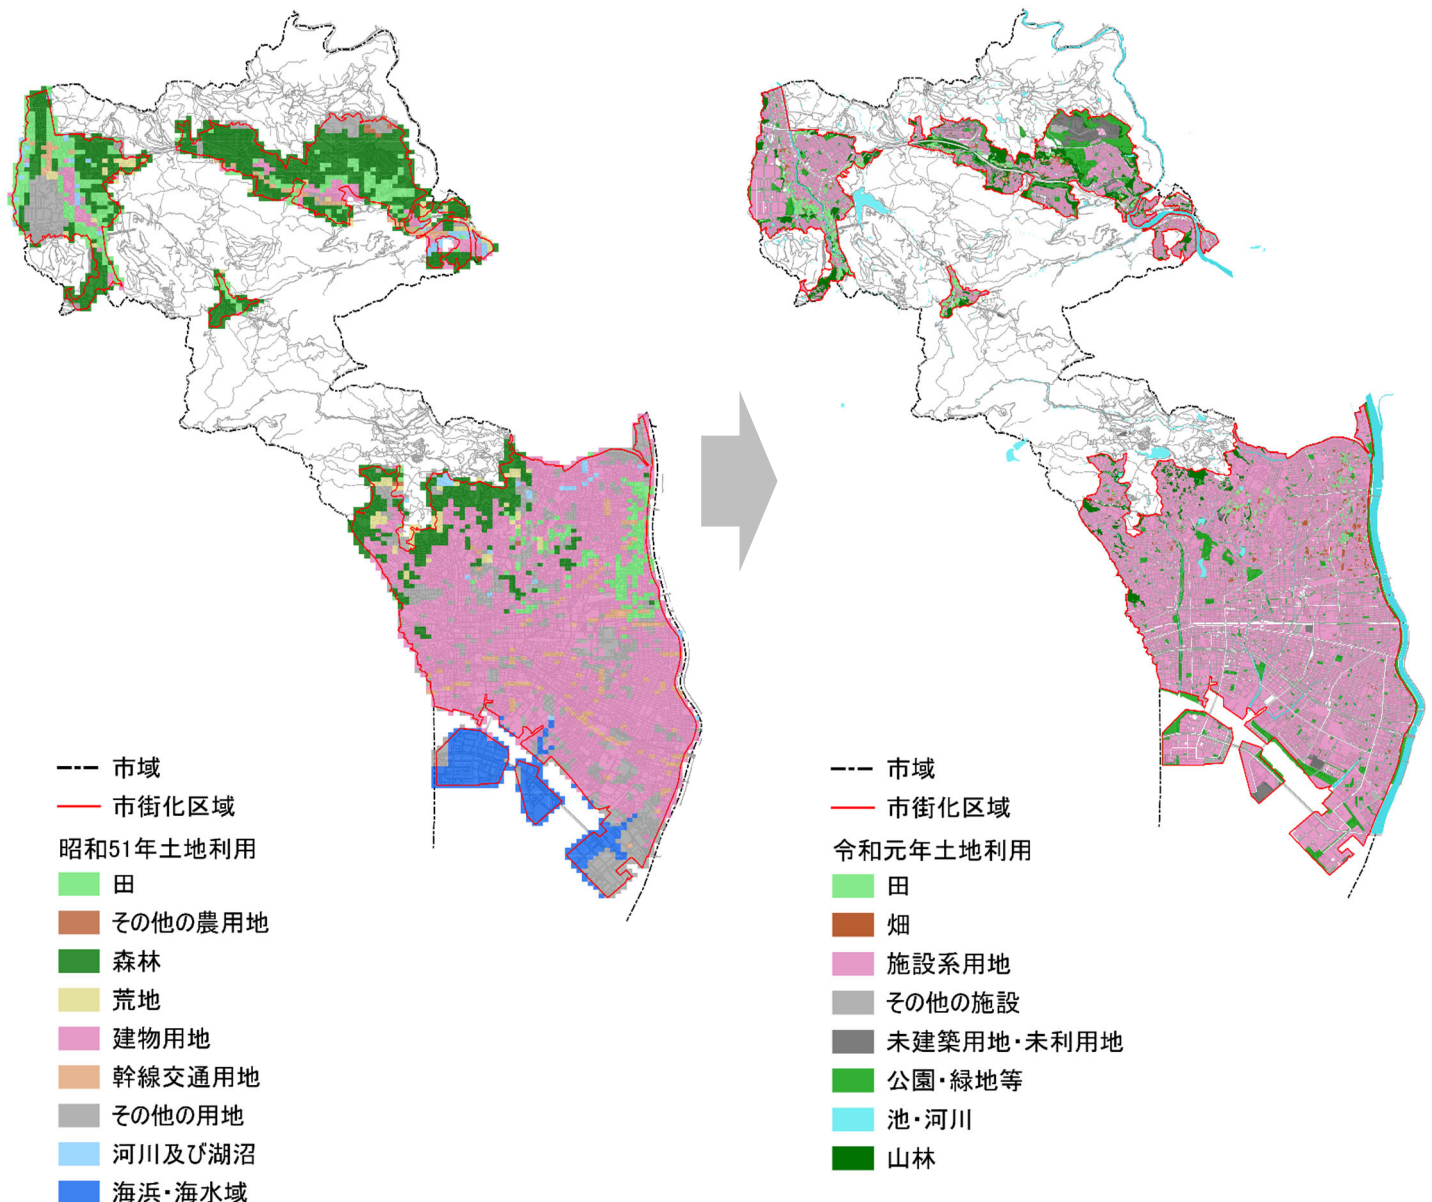 市域
市街化区域
昭和51年土地利用
田
その他の農用地
森林
荒地
建物用地
幹線交通用地
その他の用地
河川及び湖沼
海浜・海水域
市域
市街化区域
令和元年土地利用
田
畑
施設系用地
その他の施設
未建築用地・未利用地
公園・緑地等
池・河川
山林